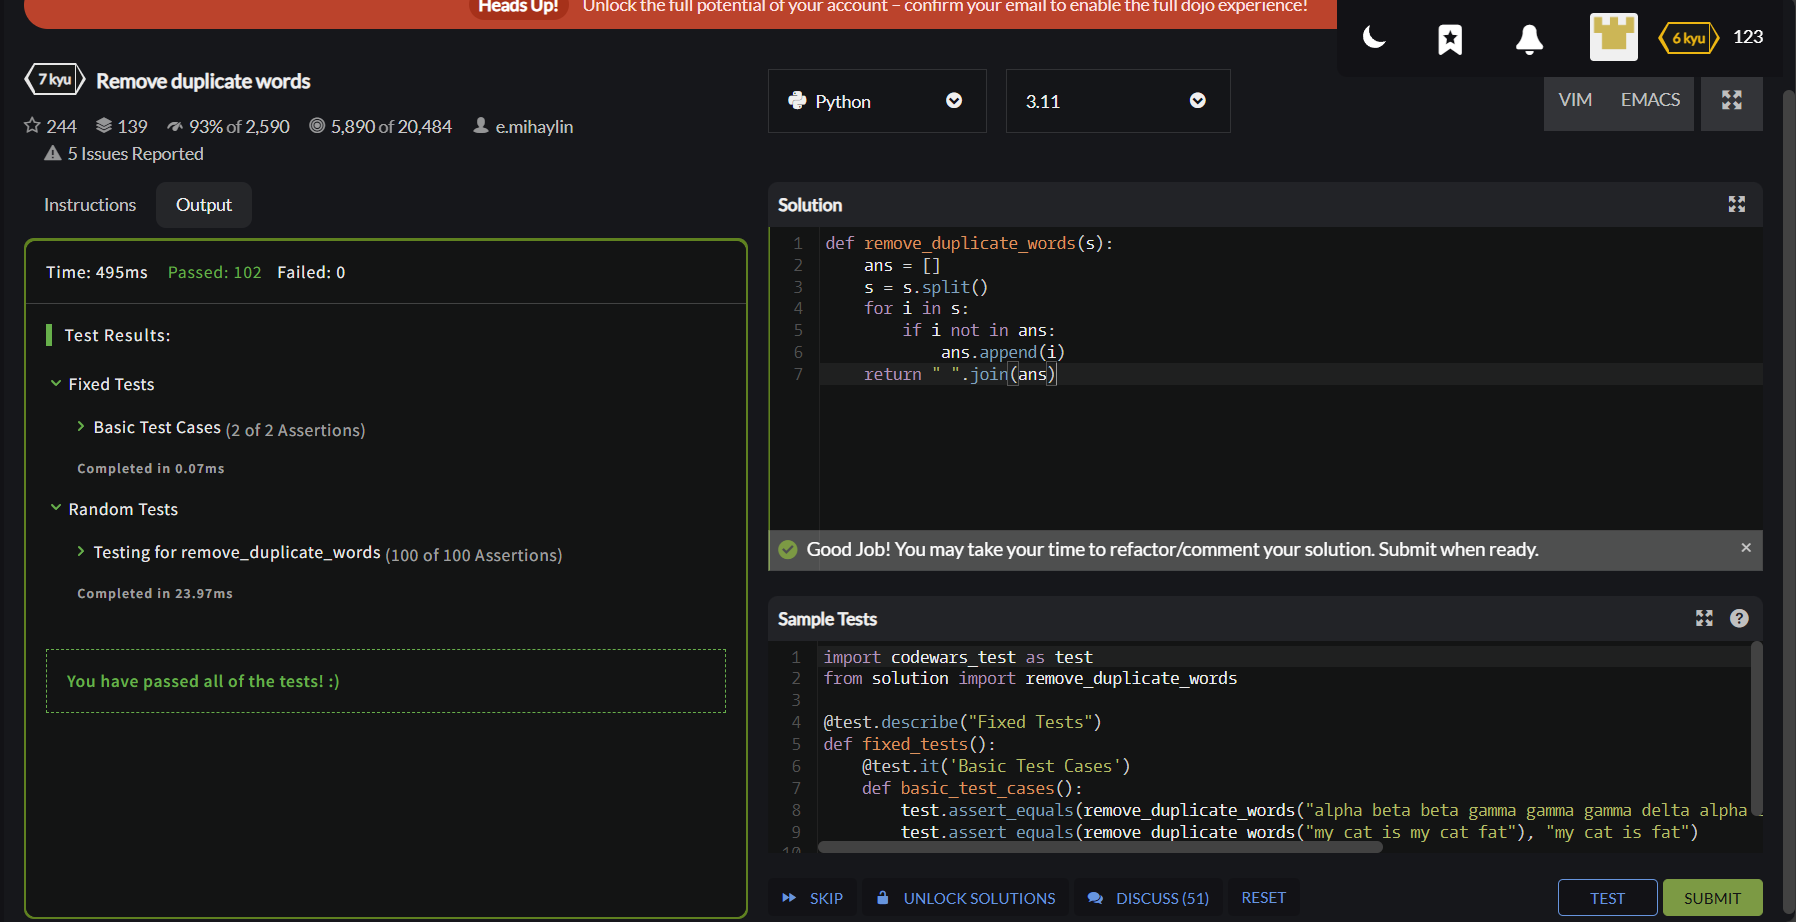 Heads Up! Unlock the full potential of your account – confirm your email to enable the full dojo experience!
6 kyu 123
7 kyu Remove duplicate words
244 139 93% of 2,590 5,890 of 20,484 e.mihaylin
5 Issues Reported
Python 3.11 VIM EMACS
Instructions Output
Time: 495ms Passed: 102 Failed: 0
Test Results:
Fixed Tests
Basic Test Cases (2 of 2 Assertions)
Completed in 0.07ms
Random Tests
Testing for remove_duplicate_words (100 of 100 Assertions)
Completed in 23.97ms
You have passed all of the tests! :)
Solution
1 def remove_duplicate_words(s):
2 ans = []
3 s = s.split()
4 for i in s:
5 if i not in ans:
6 ans.append(i)
7 return " ".join(ans)
Good Job! You may take your time to refactor/comment your solution. Submit when ready.
Sample Tests
1 import codewars_test as test
2 from solution import remove_duplicate_words
3
4 @test.describe("Fixed Tests")
5 def fixed_tests():
6 @test.it('Basic Test Cases')
7 def basic_test_cases():
8 test.assert_equals(remove_duplicate_words("alpha beta beta gamma gamma gamma delta alpha
9 test.assert_equals(remove_duplicate_words("my cat is my cat fat"), "my cat is fat")
10
SKIP UNLOCK SOLUTIONS DISCUSS (51) RESET TEST SUBMIT